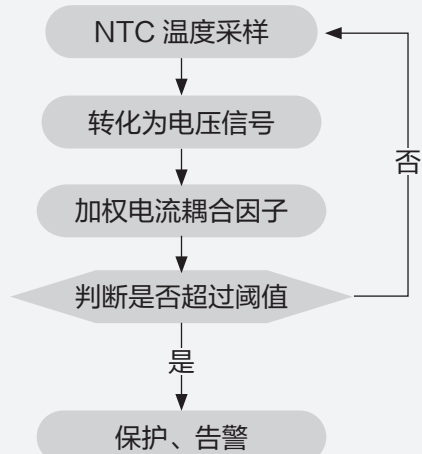 NTC 温度采样
转化为电压信号
否
加权电流耦合因子
判断是否超过阈值
是
保护、告警